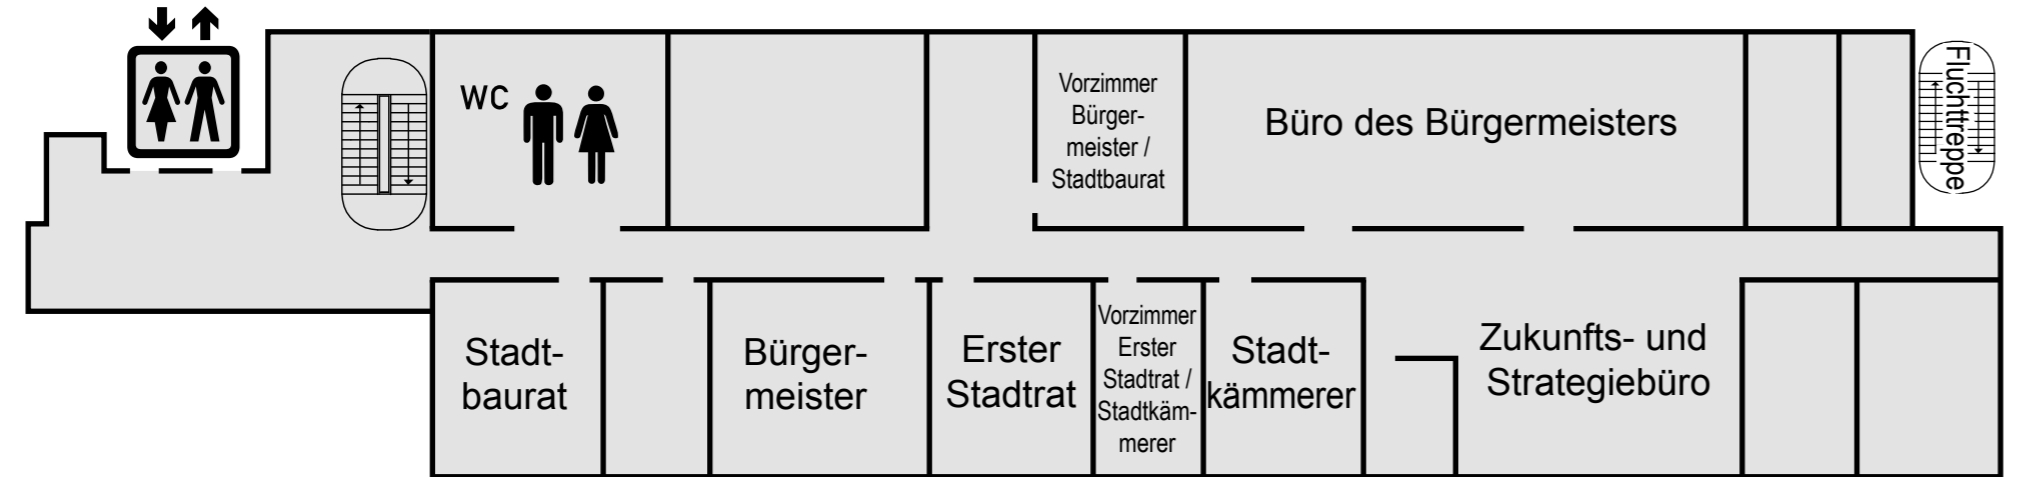 WC
Vorzimmer
Bürger-
meister /
Stadtbaurat
Büro des Bürgermeisters
Fluchttreppe
Stadt-
baurat
Bürger-
meister
Erster
Stadtrat
Vorzimmer
Erster
Stadtrat /
Stadtkäm-
merer
Stadt-
kämmerer
Zukunfts- und
Strategiebüro